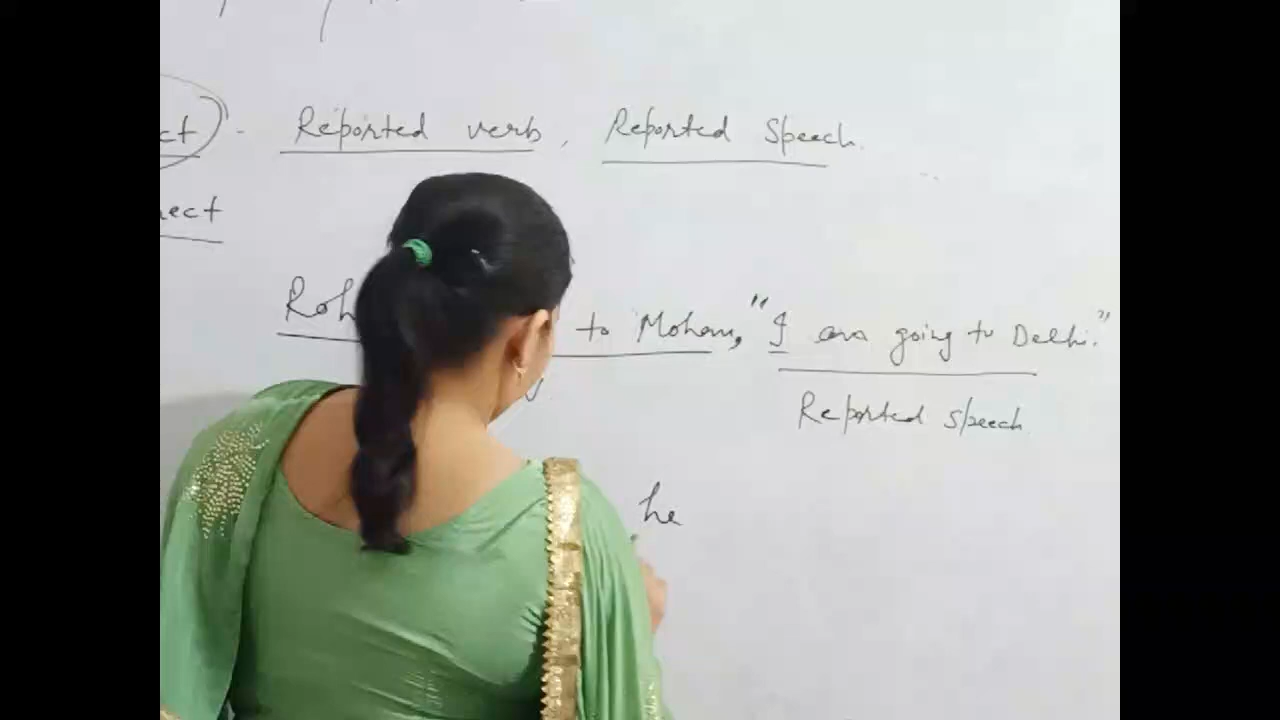 ct) - Reported verb, Reported Speech.
ect
Roh to Mohan, "I am going to Delhi."
Reported speech
he